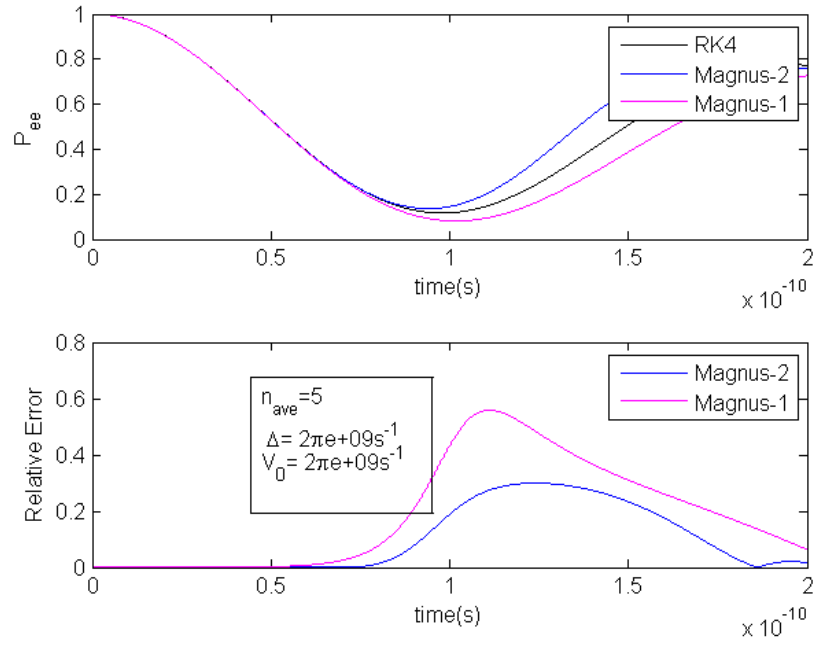 1
0.8
0.6
0.4
0.2
0
P_ee
RK4
Magnus-2
Magnus-1
0 0.5 1 1.5 2
time(s)
x 10^-10
0.8
0.6
0.4
0.2
0
Relative Error
n_ave=5
Δ= 2πe+09s^-1
V_0= 2πe+09s^-1
Magnus-2
Magnus-1
0 0.5 1 1.5 2
time(s)
x 10^-10